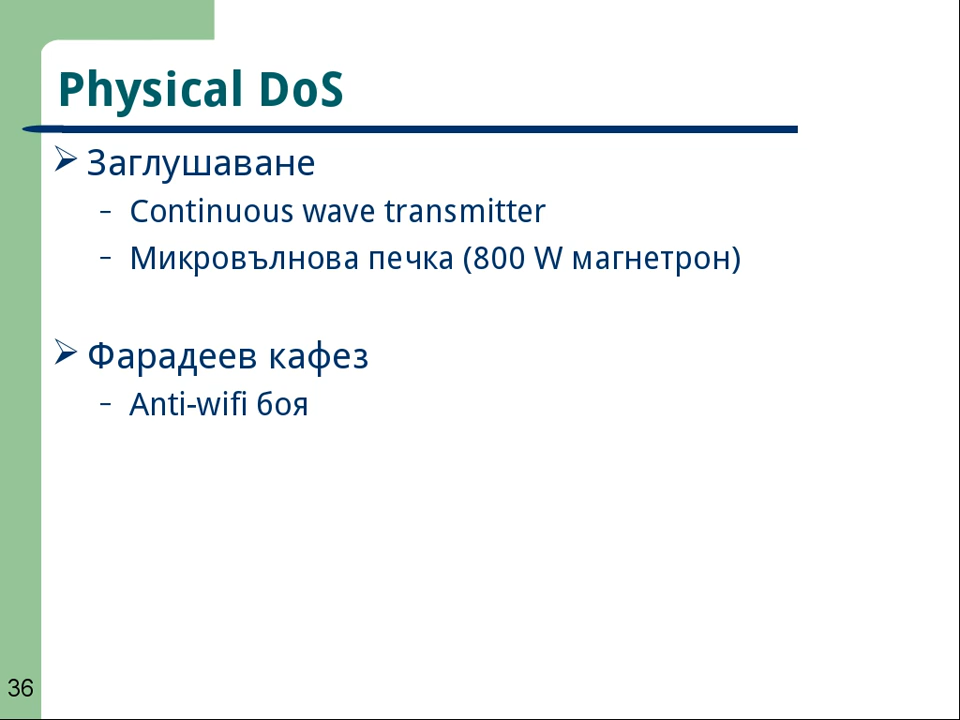 Physical DoS
➢ Заглушаване
– Continuous wave transmitter
– Микровълнова печка (800 W магнетрон)
➢ Фарадеев кафез
– Anti-wifi боя
36